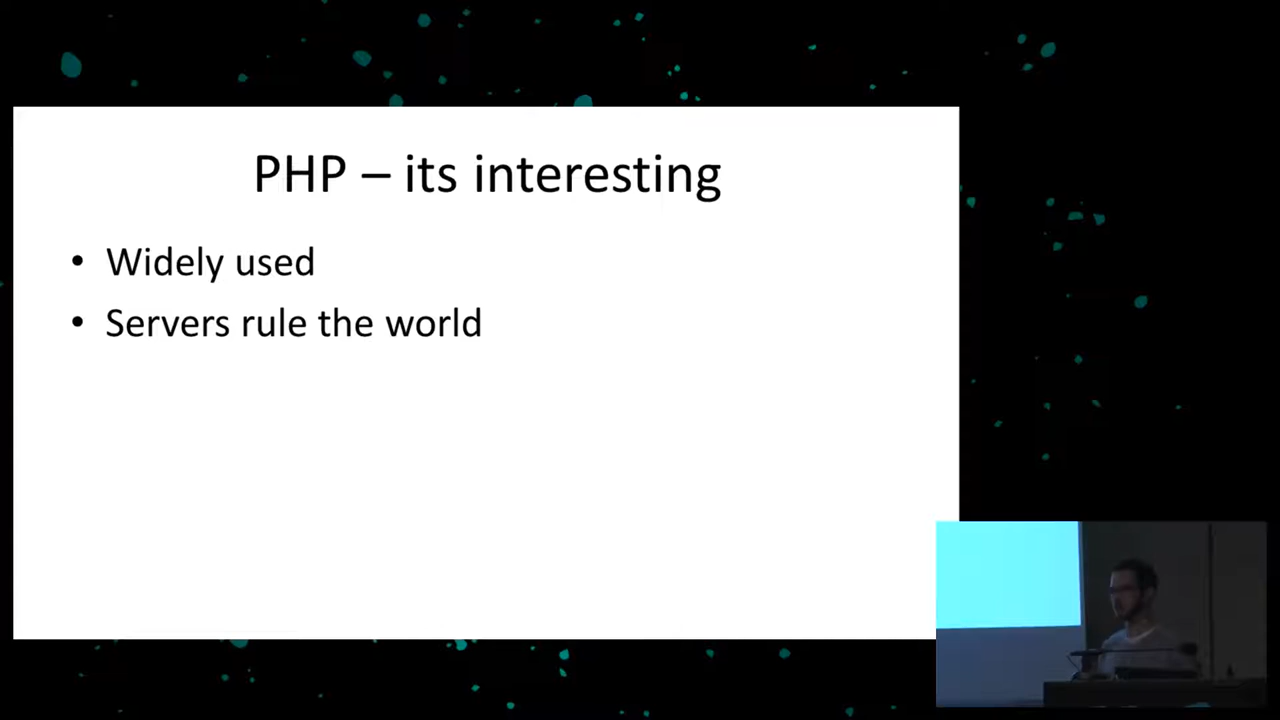 PHP – its interesting
• Widely used
• Servers rule the world